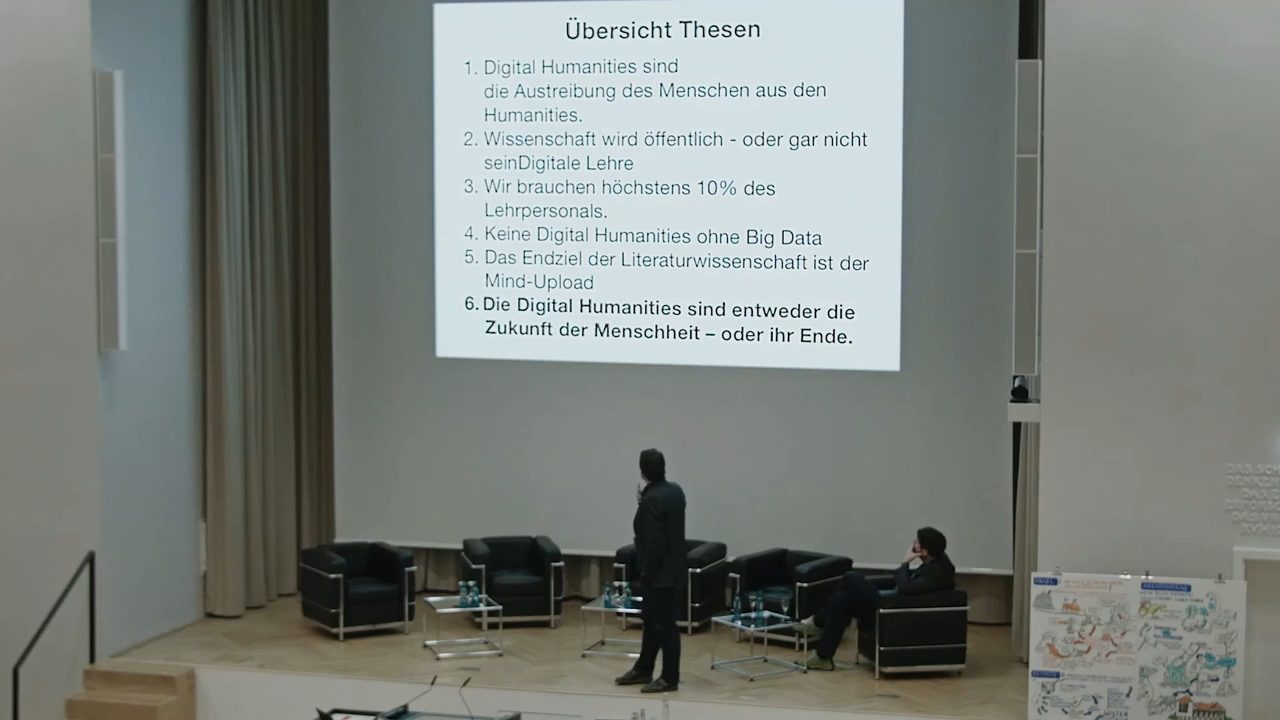 Übersicht Thesen
1. Digital Humanities sind
die Austreibung des Menschen aus den
Humanities.
2. Wissenschaft wird öffentlich - oder gar nicht
seinDigitale Lehre
3. Wir brauchen höchstens 10% des
Lehrpersonals.
4. Keine Digital Humanities ohne Big Data
5. Das Endziel der Literaturwissenschaft ist der
Mind-Upload
6. Die Digital Humanities sind entweder die
Zukunft der Menschheit – oder ihr Ende.